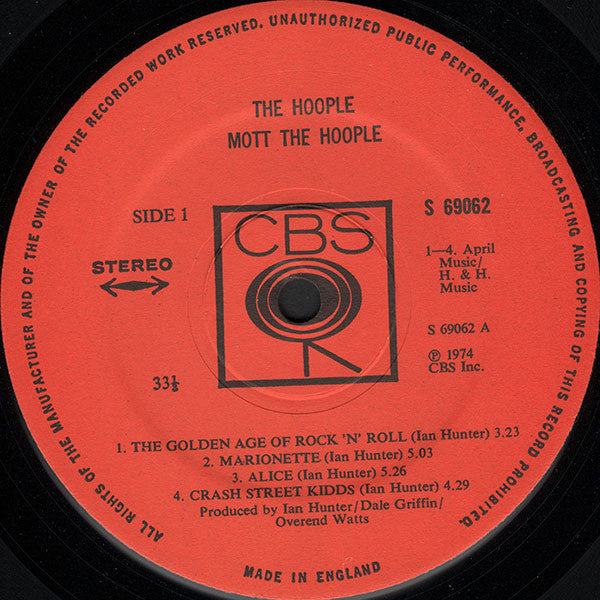 ALL RIGHTS OF THE MANUFACTURER AND OF THE OWNER OF THE RECORDED WORK RESERVED. UNAUTHORIZED PUBLIC PERFORMANCE, BROADCASTING AND COPYING OF THIS RECORD PROHIBITED.
THE HOOPLE
MOTT THE HOOPLE
SIDE 1
STEREO
33⅓
CBS
S 69062
1—4. April
Music/
H. & H.
Music
S 69062 A
℗ 1974
CBS Inc.
1. THE GOLDEN AGE OF ROCK 'N' ROLL (Ian Hunter) 3.23
2. MARIONETTE (Ian Hunter) 5.03
3. ALICE (Ian Hunter) 5.26
4. CRASH STREET KIDDS (Ian Hunter) 4.29
Produced by Ian Hunter/Dale Griffin/
Overend Watts
MADE IN ENGLAND